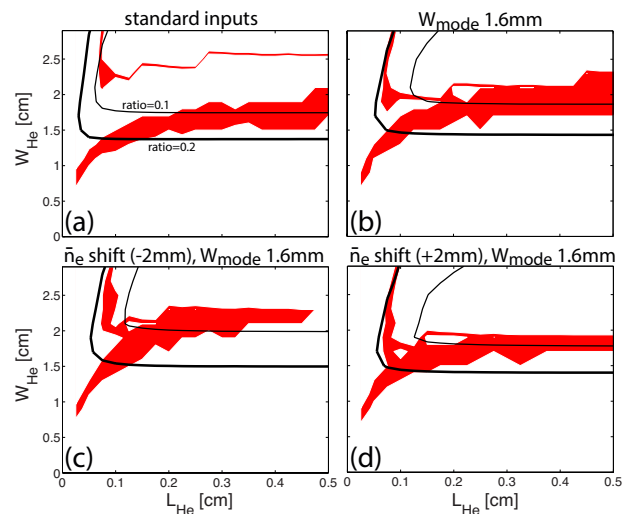 standard inputs
W_mode 1.6mm
W_He [cm]
2.5
2
1.5
1
0.5
0
ratio=0.1
ratio=0.2
(a)
(b)
n̄_e shift (-2mm), W_mode 1.6mm
n̄_e shift (+2mm), W_mode 1.6mm
W_He [cm]
2.5
2
1.5
1
0.5
0
(c)
(d)
0 0.1 0.2 0.3 0.4 0.5
0 0.1 0.2 0.3 0.4 0.5
L_He [cm]
L_He [cm]